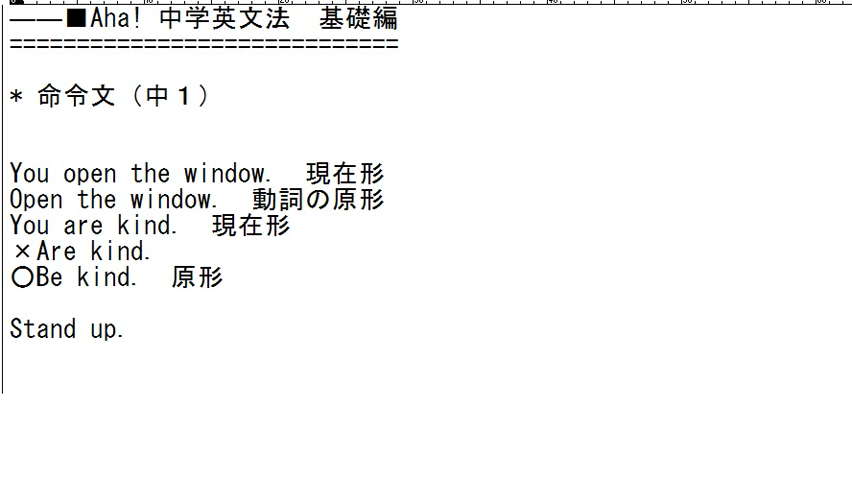 ――■Aha! 中学英文法　基礎編
=============================
* 命令文（中１）
You open the window.　現在形
Open the window.　動詞の原形
You are kind.　現在形
×Are kind.
○Be kind.　原形
Stand up.